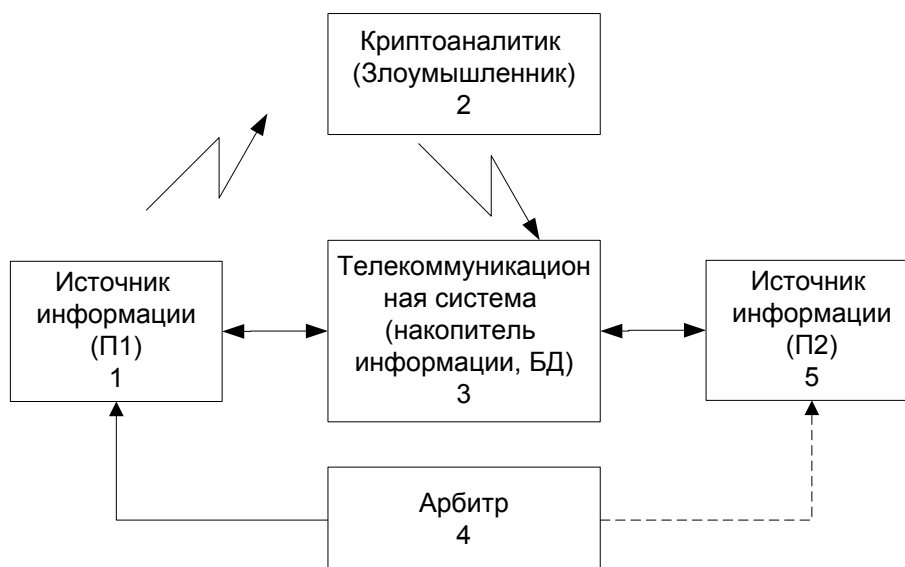 Криптоаналитик
(Злоумышленник)
2
Источник
информации
(П1)
1
Телекоммуникацион
ная система
(накопитель
информации, БД)
3
Источник
информации
(П2)
5
Арбитр
4